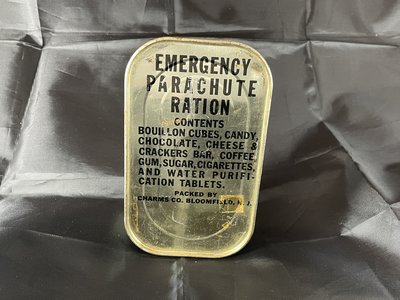 EMERGENCY
PARACHUTE
RATION
CONTENTS
BOUILLON CUBES, CANDY,
CHOCOLATE, CHEESE &
CRACKERS BAR, COFFEE,
GUM, SUGAR, CIGARETTES,
AND WATER PURIFI-
CATION TABLETS.
PACKED BY
CHARMS CO. BLOOMFIELD, N. J.